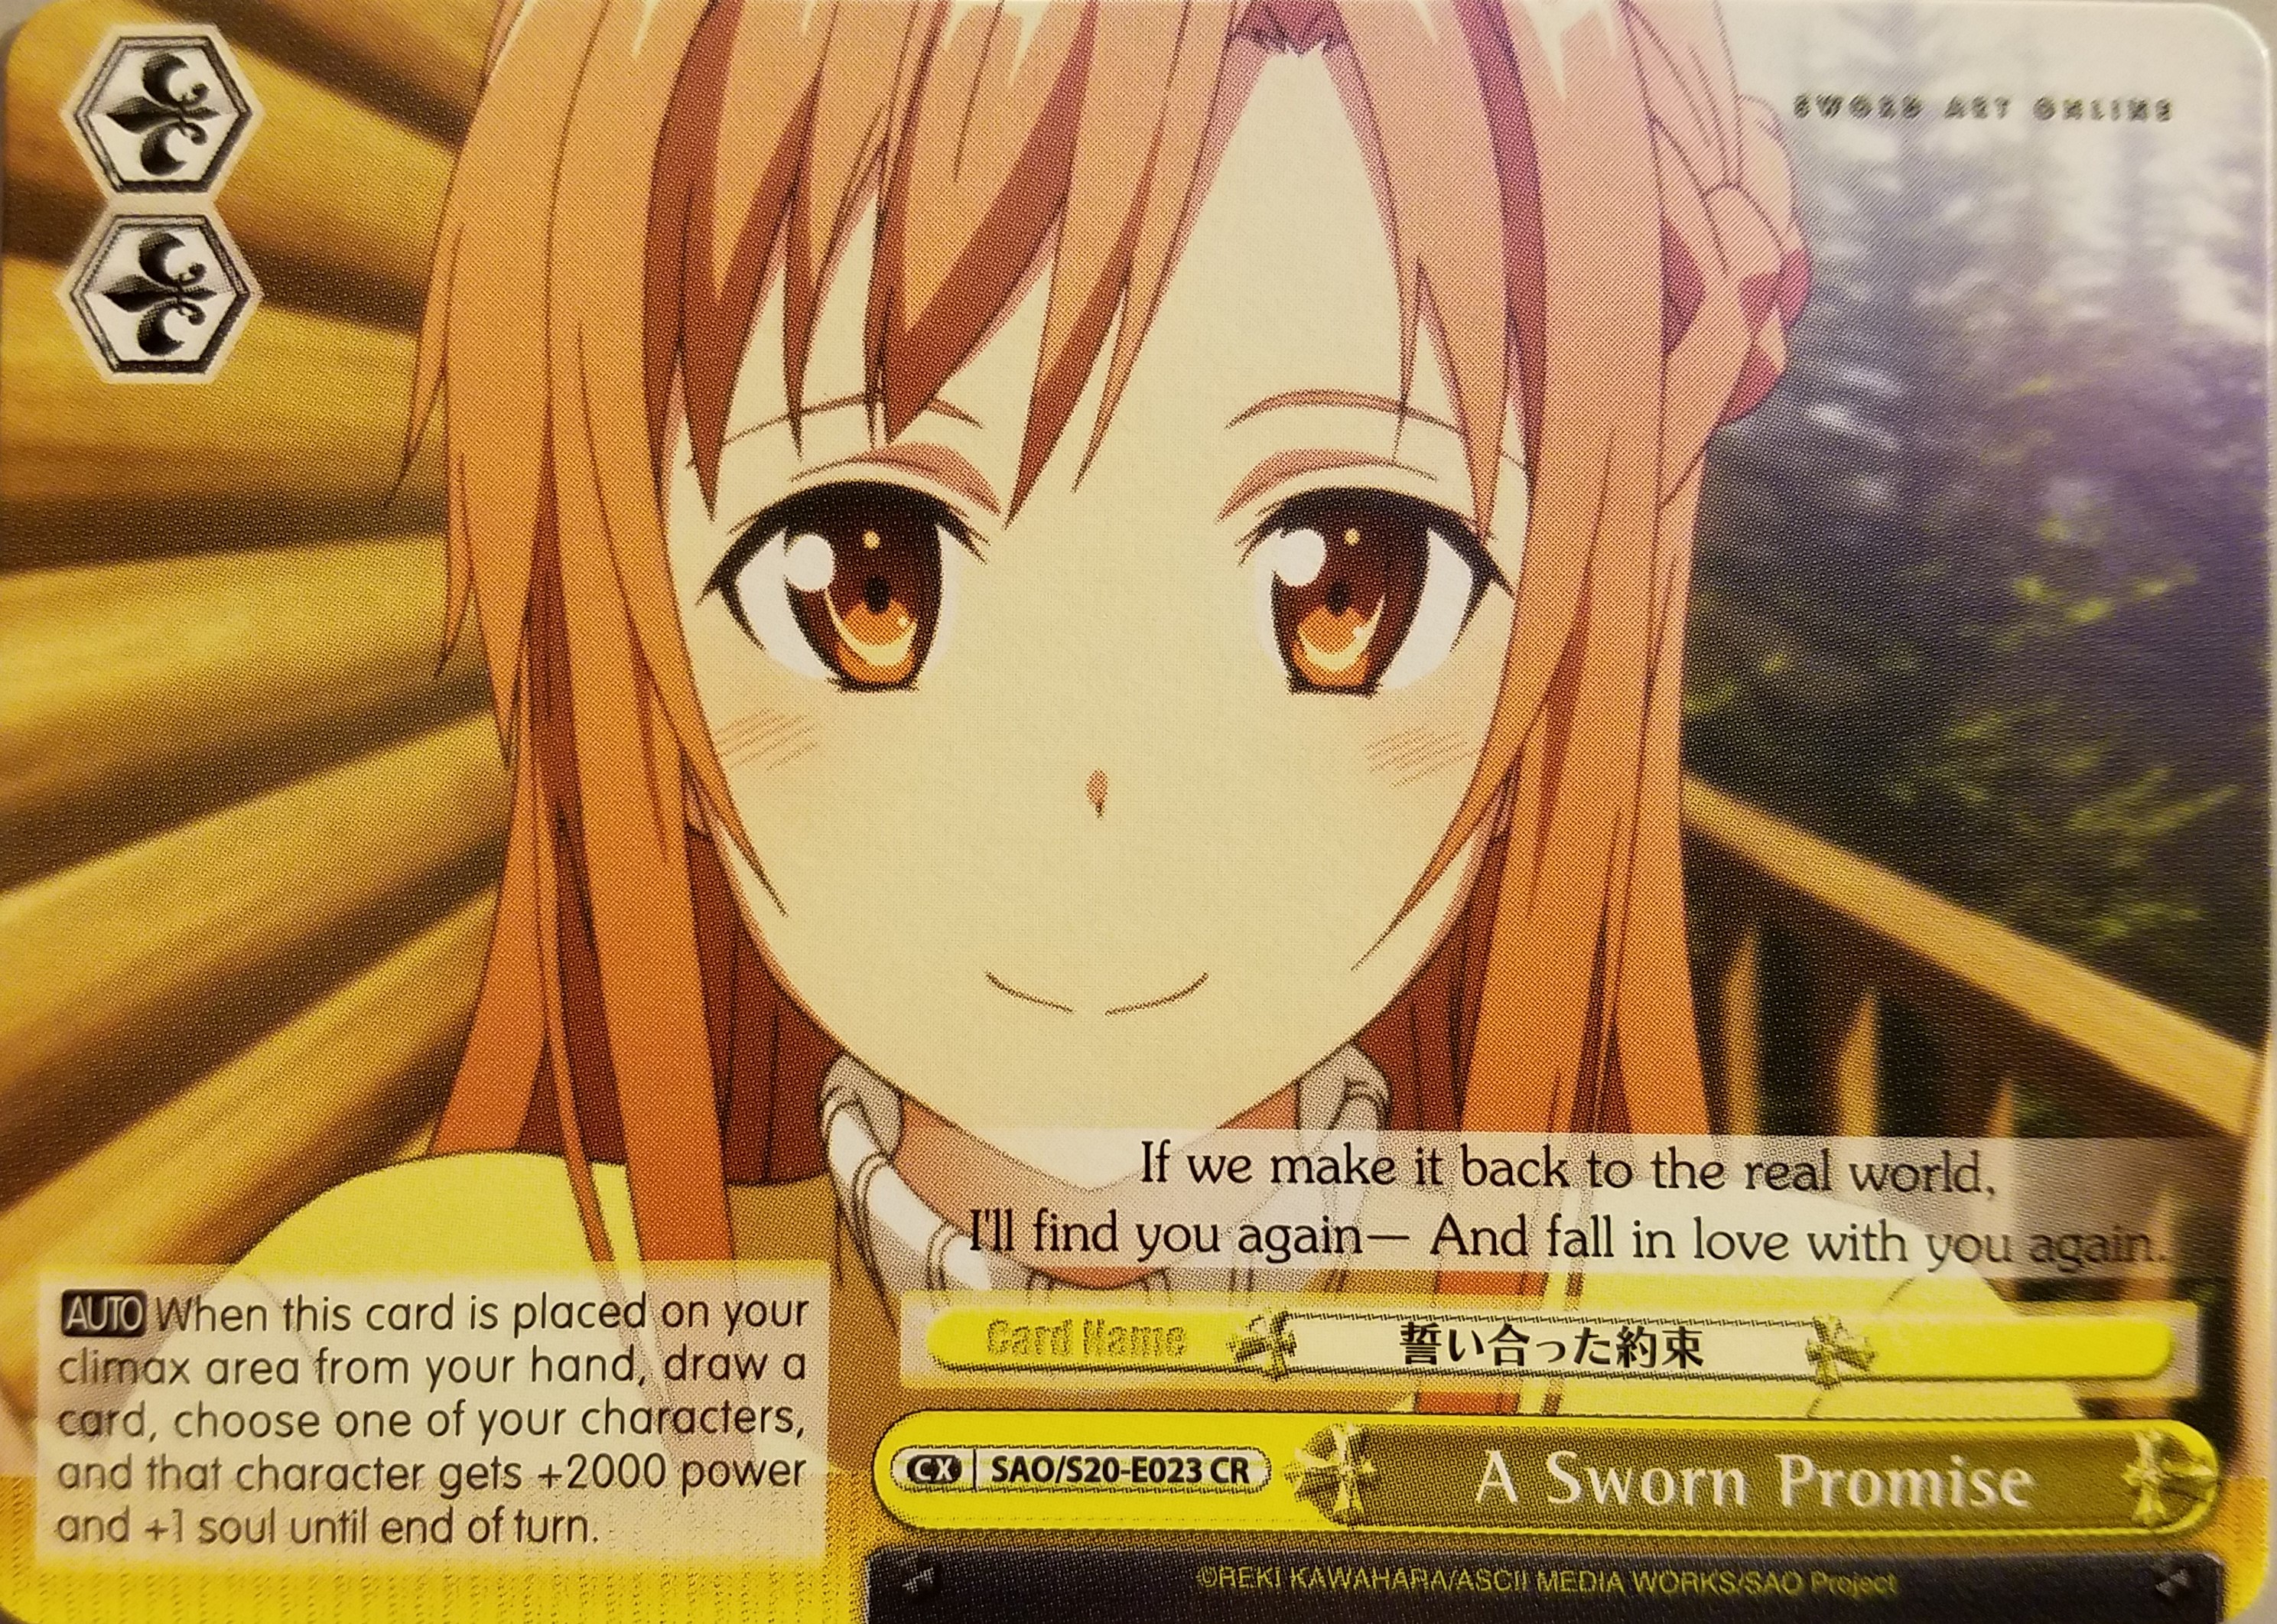 SWORD ART ONLINE
If we make it back to the real world,
I'll find you again— And fall in love with you again.
AUTO When this card is placed on your
climax area from your hand, draw a
card, choose one of your characters,
and that character gets +2000 power
and +1 soul until end of turn.
Card Name 誓い合った約束
CX SAO/S20-E023 CR A Sworn Promise
©REKI KAWAHARA/ASCII MEDIA WORKS/SAO Project